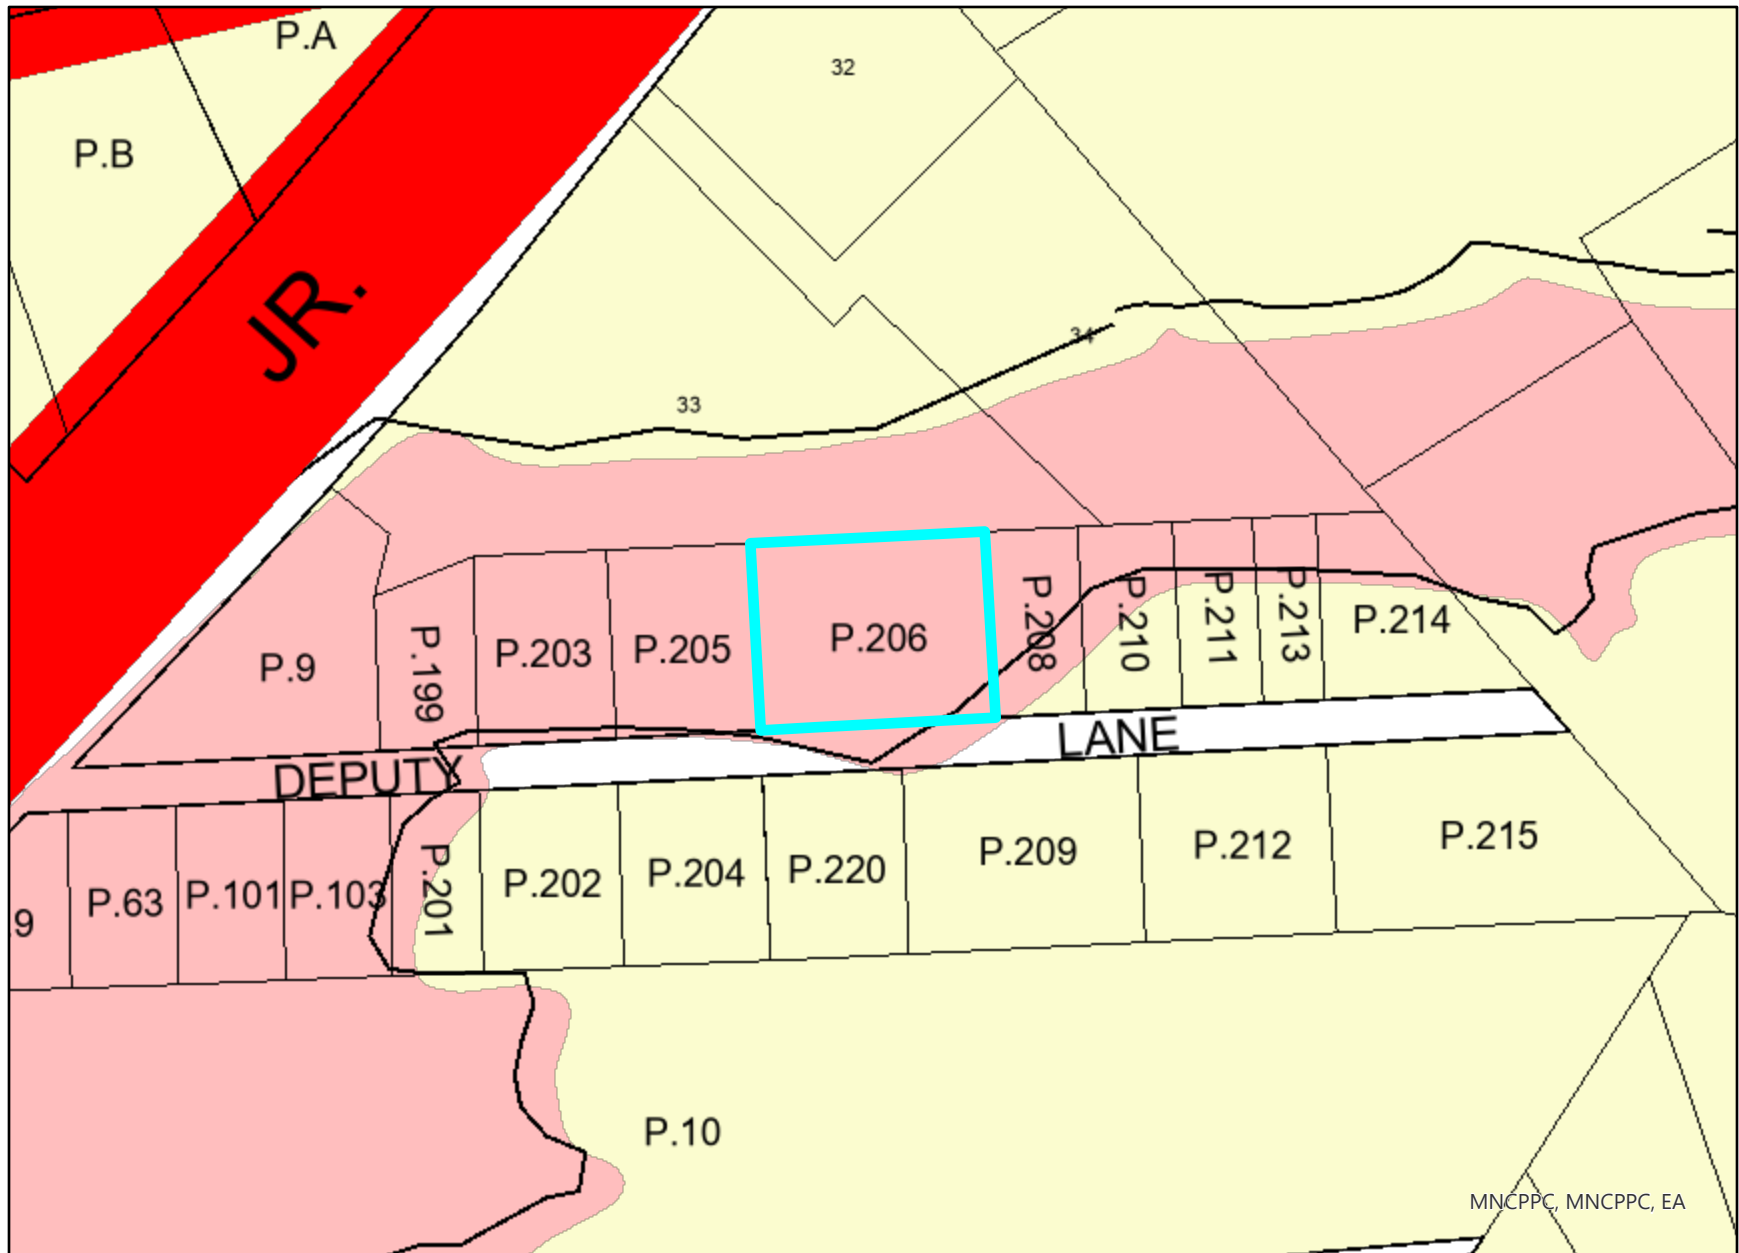 P.A
32
P.B
JR.
34
33
P.9
P.199
P.203
P.205
P.206
P.208
P.210
P.211
P.213
P.214
DEPUTY LANE
.9
P.63
P.101
P.103
P.201
P.202
P.204
P.220
P.209
P.212
P.215
P.10
MNCPPC, MNCPPC, EA